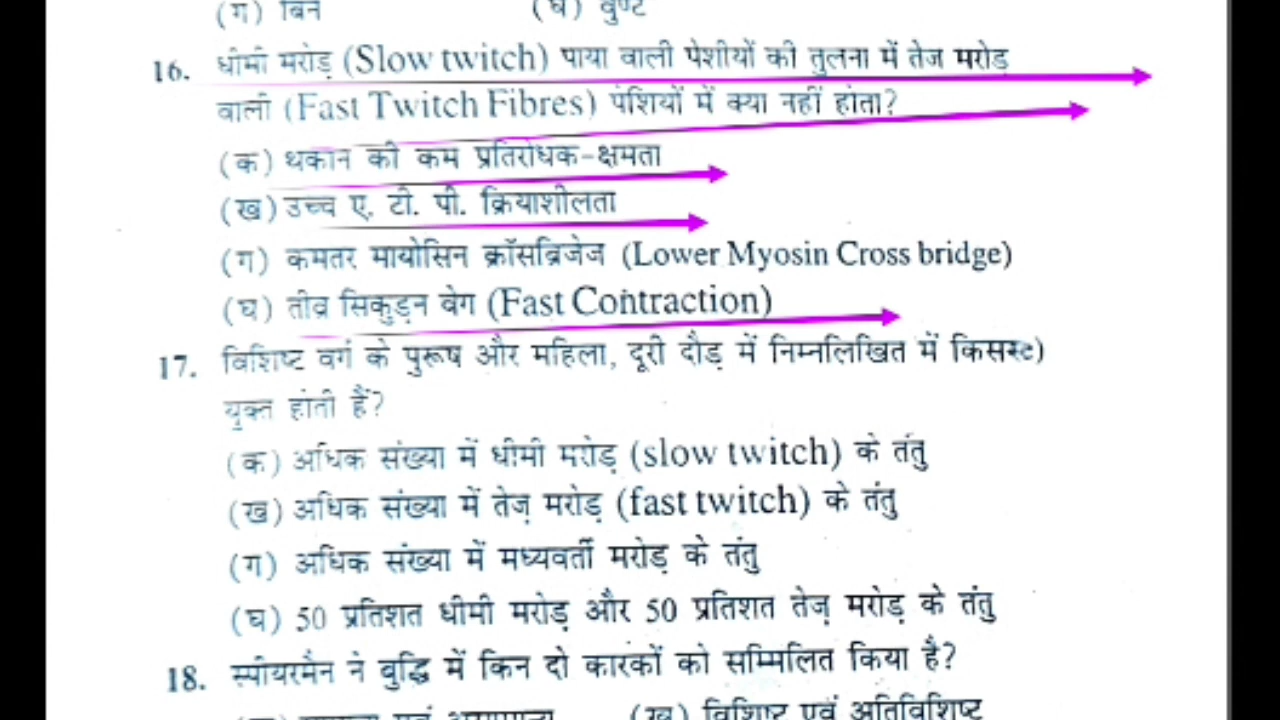 (ग) बिने (घ) वुण्ट
16. धीमी मरोड़ (Slow twitch) पाया वाली पेशीयों की तुलना में तेज मरोड़
वाली (Fast Twitch Fibres) पेशियों में क्या नहीं होता?
(क) थकान की कम प्रतिरोधक-क्षमता
(ख) उच्च ए. टी. पी. क्रियाशीलता
(ग) कमतर मायोसिन क्रॉसब्रिजेज (Lower Myosin Cross bridge)
(घ) तीव्र सिकुड़न वेग (Fast Contraction)
17. विशिष्ट वर्ग के पुरूष और महिला, दूरी दौड़ में निम्नलिखित में
युक्त होती हैं?
(क) अधिक संख्या में धीमी मरोड़ (slow twitch) के तंतु
(ख) अधिक संख्या में तेज़ मरोड़ (fast twitch) के तंतु
(ग) अधिक संख्या में मध्यवर्ती मरोड़ के तंतु
(घ) 50 प्रतिशत धीमी मरोड़ और 50 प्रतिशत तेज़ मरोड़ के तंतु
18. स्पीयरमैन ने बुद्धि में किन दो कारकों को सम्मिलित किया है?
(ख) विशिष्ट एवं अतिविशिष्ट